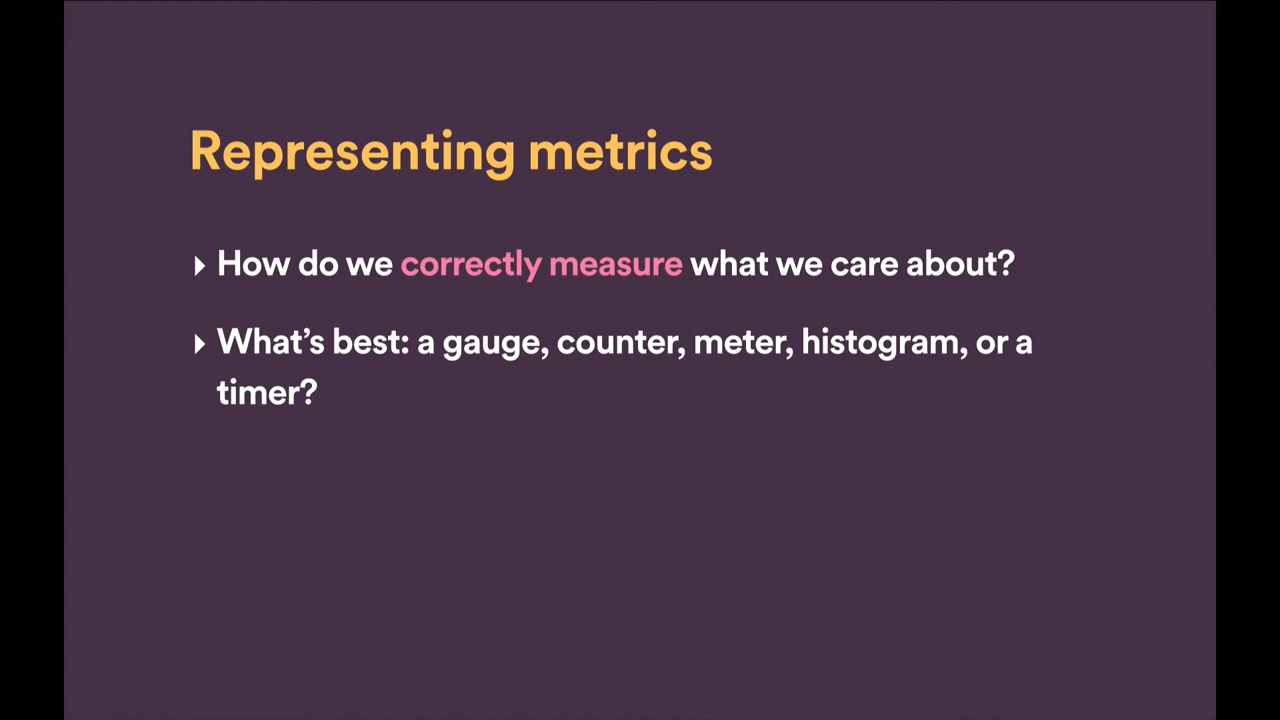 Representing metrics
‣ How do we correctly measure what we care about?
‣ What’s best: a gauge, counter, meter, histogram, or a
timer?